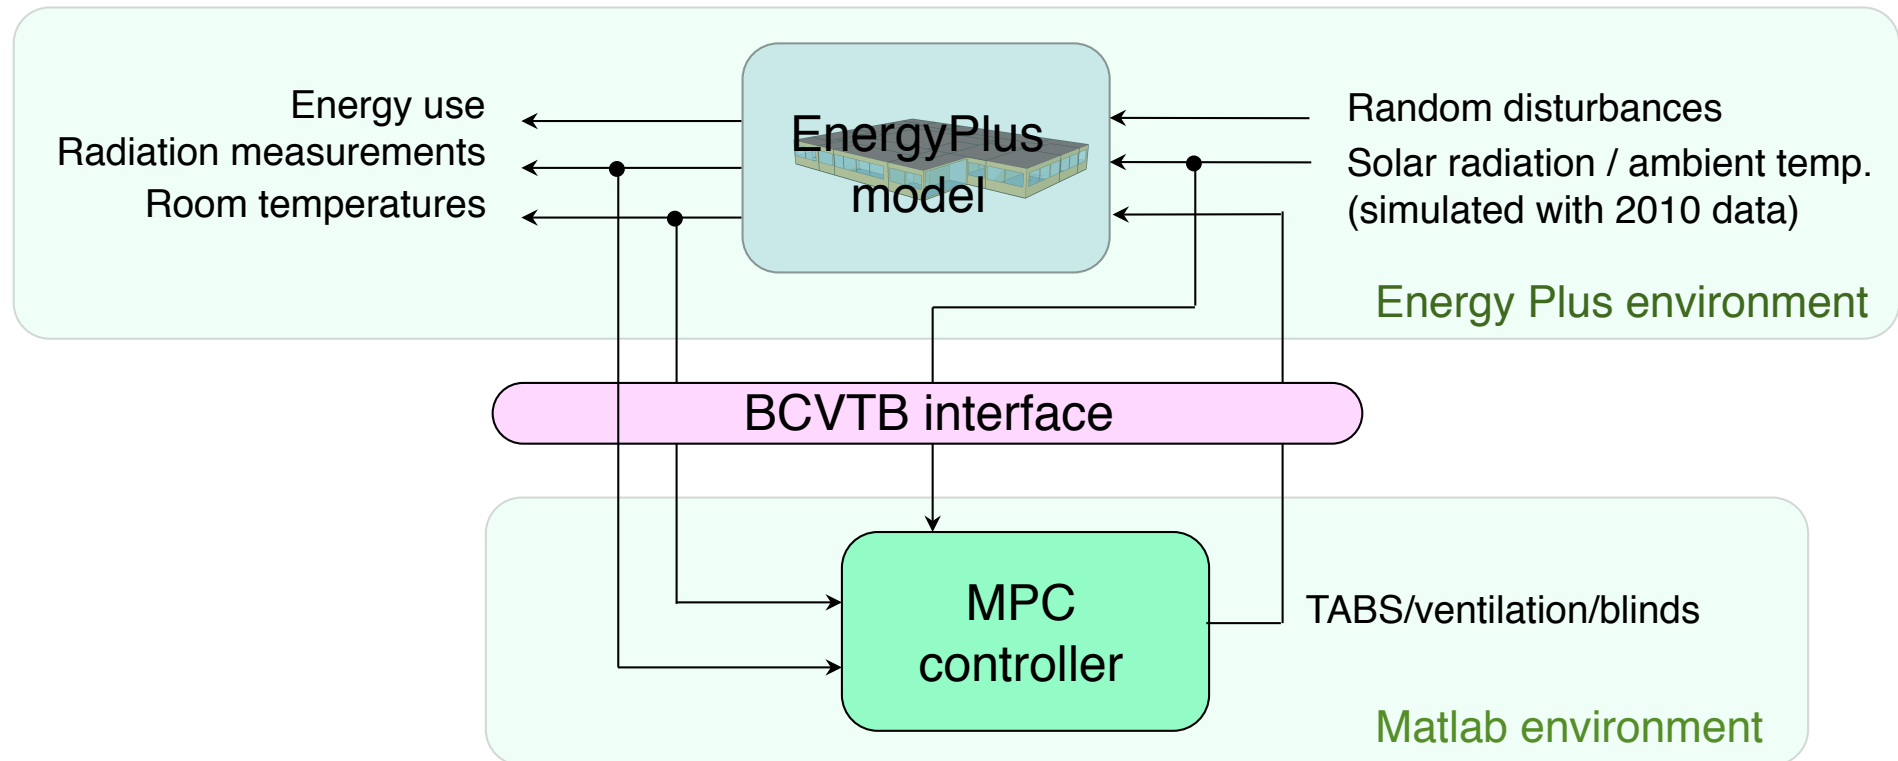 Energy use
Radiation measurements
Room temperatures
EnergyPlus
model
Random disturbances
Solar radiation / ambient temp.
(simulated with 2010 data)
Energy Plus environment
BCVTB interface
MPC
controller
TABS/ventilation/blinds
Matlab environment